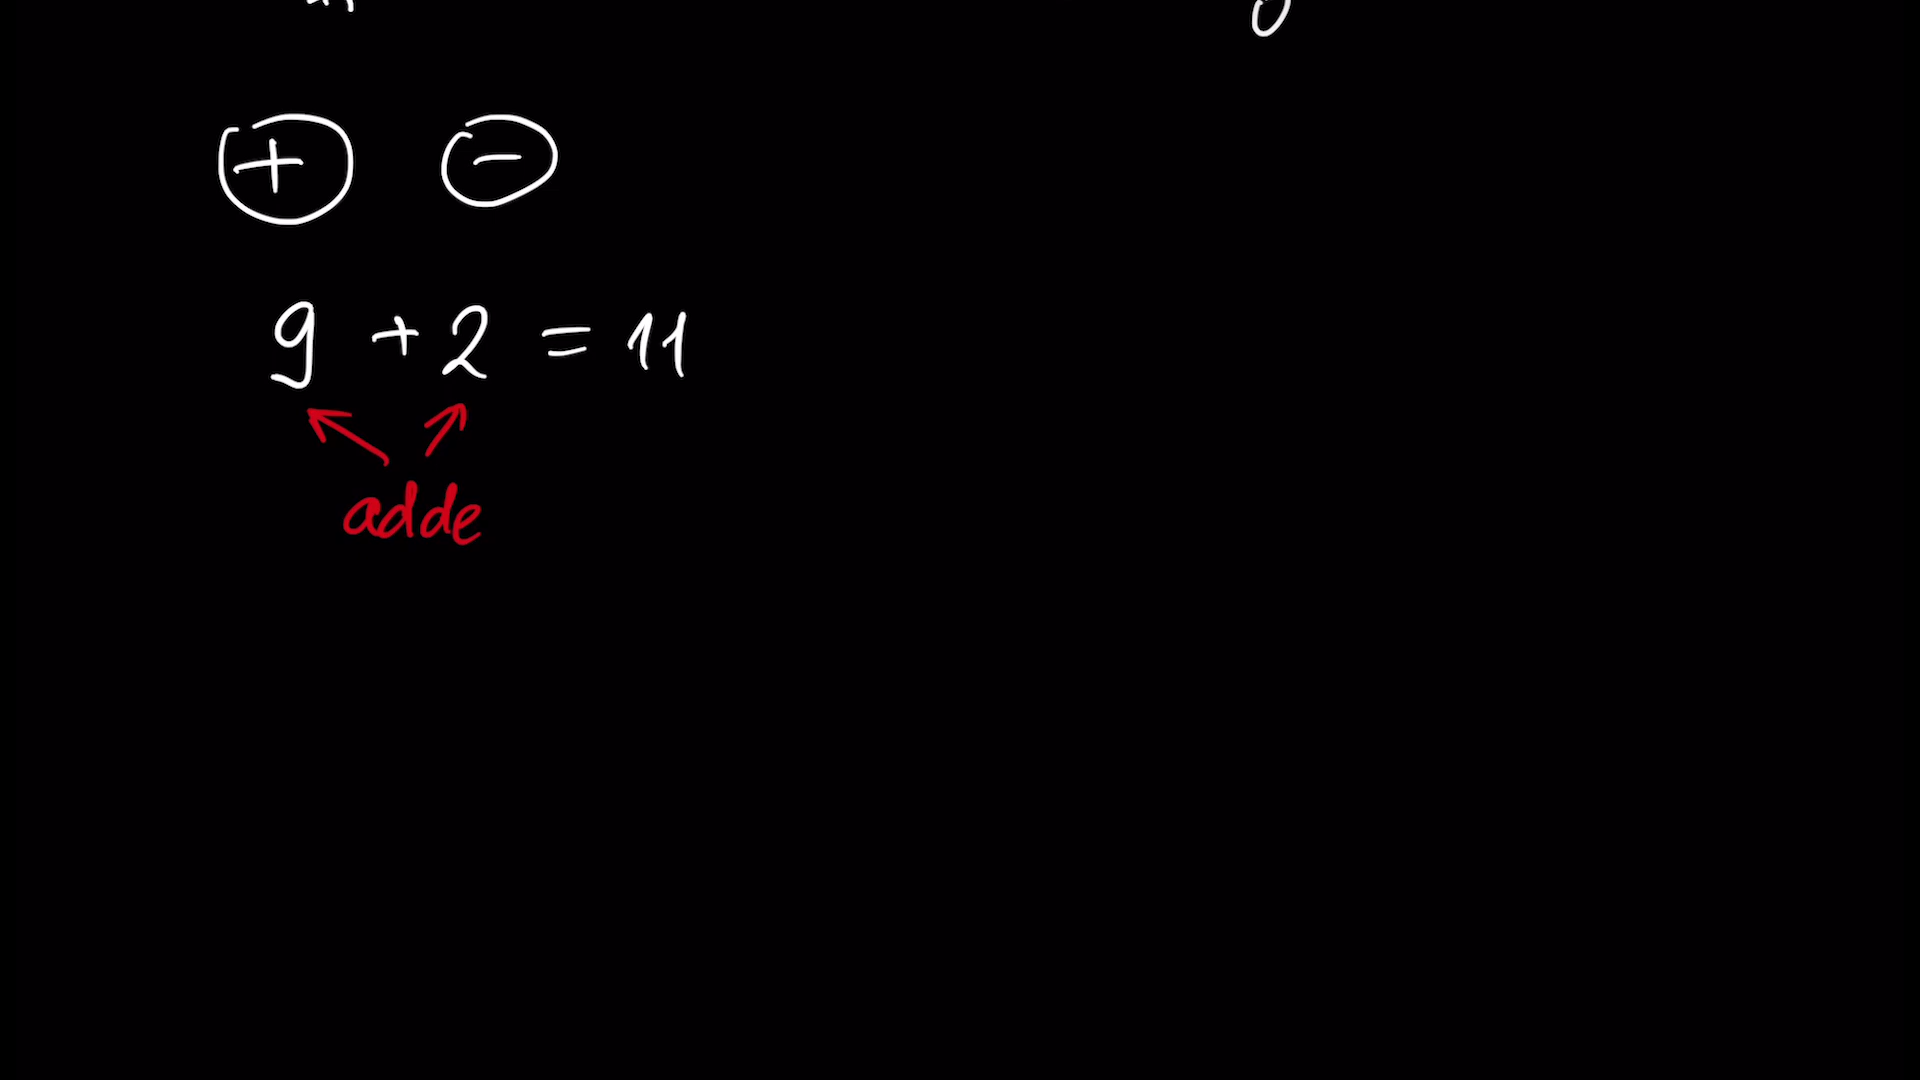 + -
9 + 2 = 11
adde